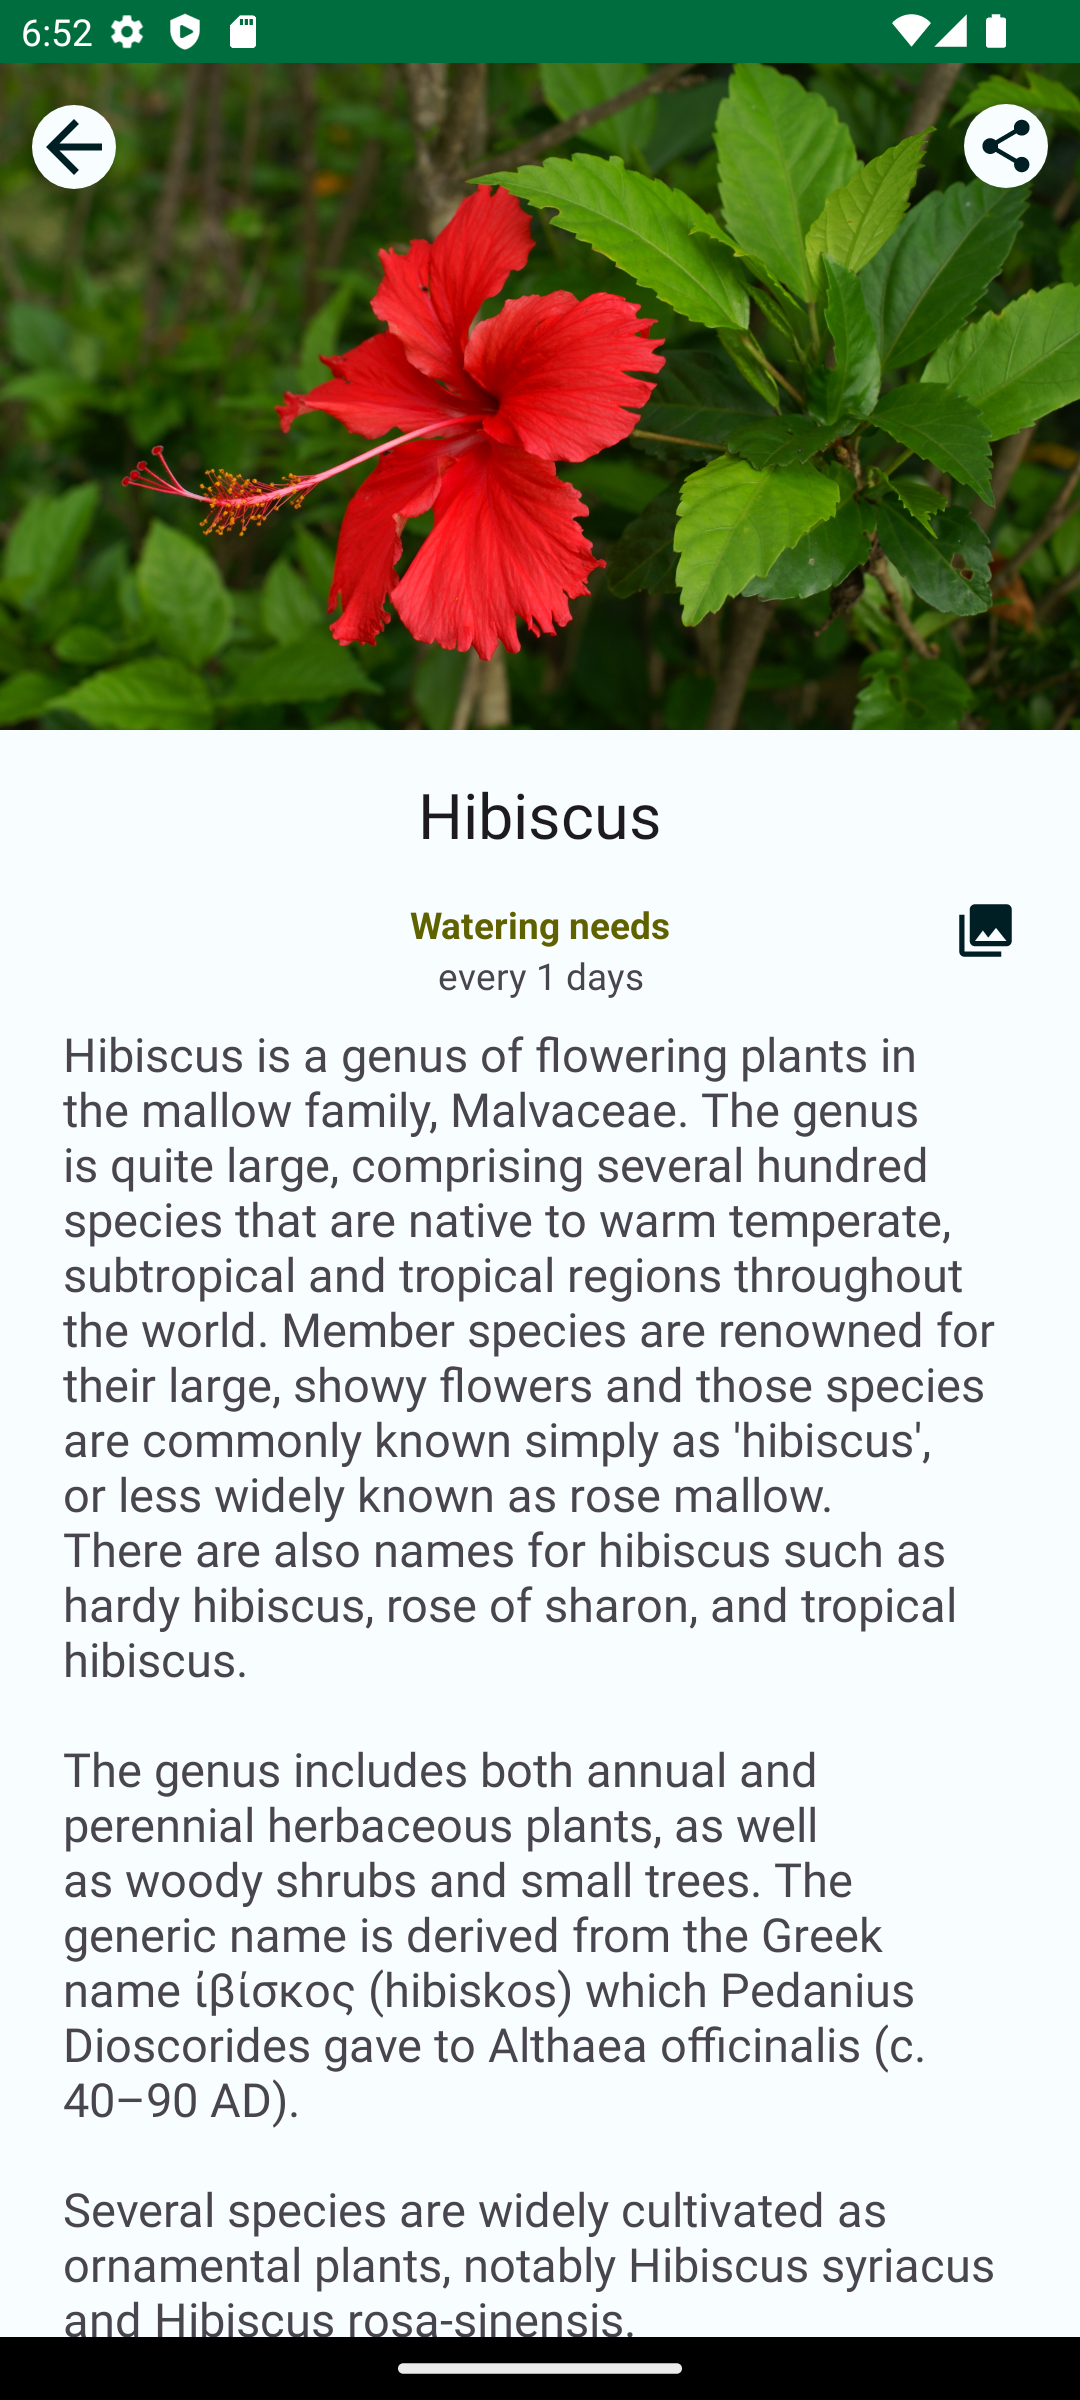 6:52
Hibiscus
Watering needs
every 1 days
Hibiscus is a genus of flowering plants in
the mallow family, Malvaceae. The genus
is quite large, comprising several hundred
species that are native to warm temperate,
subtropical and tropical regions throughout
the world. Member species are renowned for
their large, showy flowers and those species
are commonly known simply as 'hibiscus',
or less widely known as rose mallow.
There are also names for hibiscus such as
hardy hibiscus, rose of sharon, and tropical
hibiscus.
The genus includes both annual and
perennial herbaceous plants, as well
as woody shrubs and small trees. The
generic name is derived from the Greek
name ἰβίσκος (hibiskos) which Pedanius
Dioscorides gave to Althaea officinalis (c.
40–90 AD).
Several species are widely cultivated as
ornamental plants, notably Hibiscus syriacus
and Hibiscus rosa-sinensis.